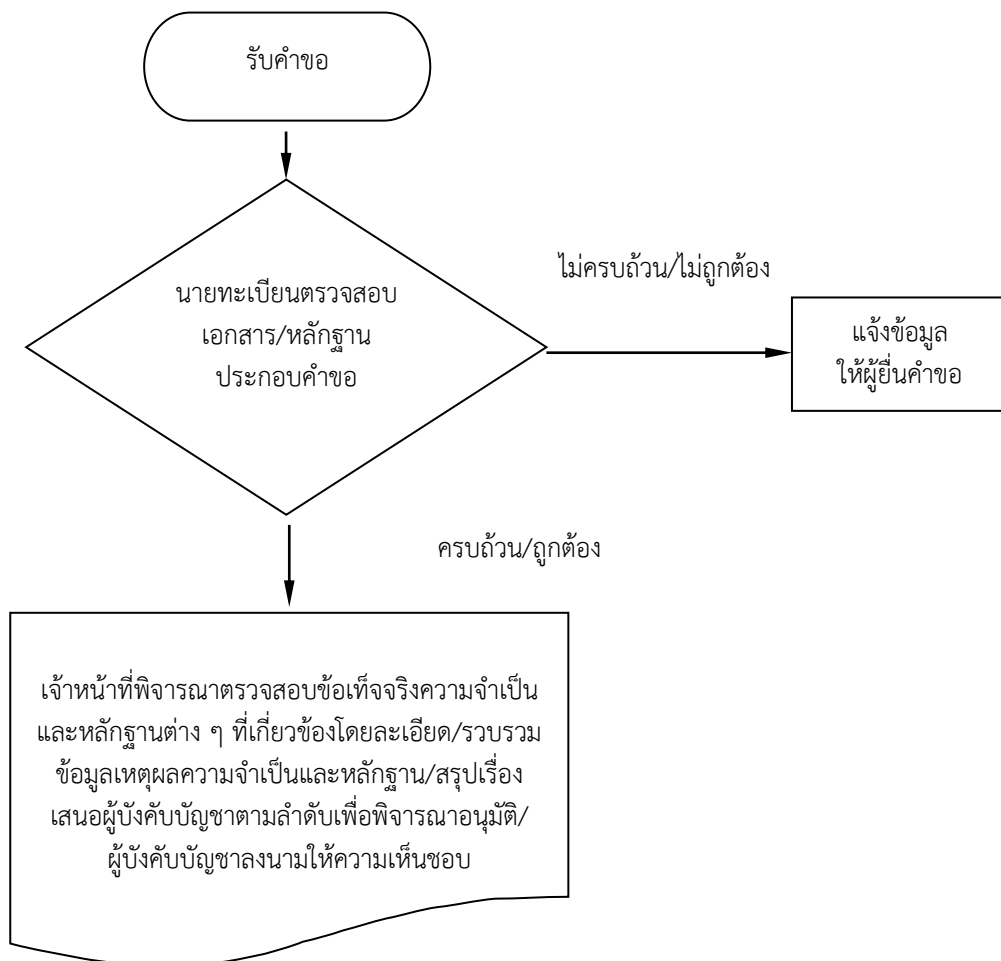 รับคำขอ
นายทะเบียนตรวจสอบ
เอกสาร/หลักฐาน
ประกอบคำขอ
ไม่ครบถ้วน/ไม่ถูกต้อง
แจ้งข้อมูล
ให้ผู้ยื่นคำขอ
ครบถ้วน/ถูกต้อง
เจ้าหน้าที่พิจารณาตรวจสอบข้อเท็จจริงความจำเป็น
และหลักฐานต่าง ๆ ที่เกี่ยวข้องโดยละเอียด/รวบรวม
ข้อมูลเหตุผลความจำเป็นและหลักฐาน/สรุปเรื่อง
เสนอผู้บังคับบัญชาตามลำดับเพื่อพิจารณาอนุมัติ/
ผู้บังคับบัญชาลงนามให้ความเห็นชอบ